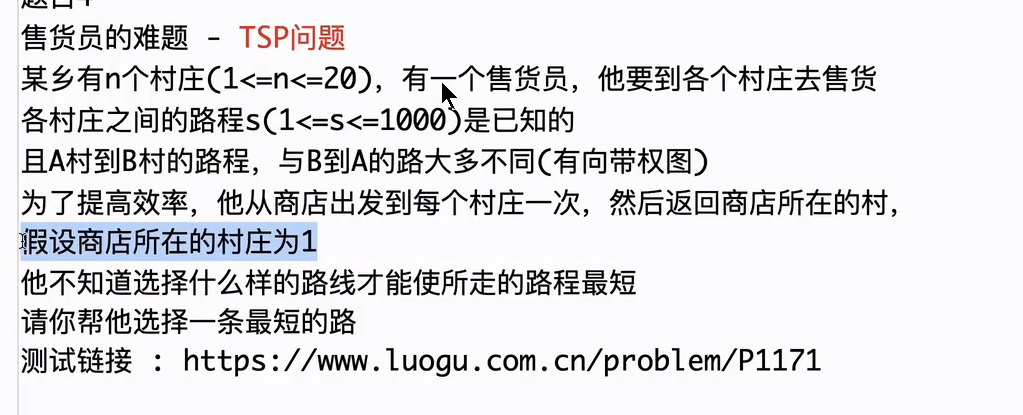 题目4
售货员的难题 - TSP问题
某乡有n个村庄(1<=n<=20)，有一个售货员，他要到各个村庄去售货
各村庄之间的路程s(1<=s<=1000)是已知的
且A村到B村的路程，与B到A的路大多不同(有向带权图)
为了提高效率，他从商店出发到每个村庄一次，然后返回商店所在的村，
假设商店所在的村庄为1
他不知道选择什么样的路线才能使所走的路程最短
请你帮他选择一条最短的路
测试链接 : https://www.luogu.com.cn/problem/P1171